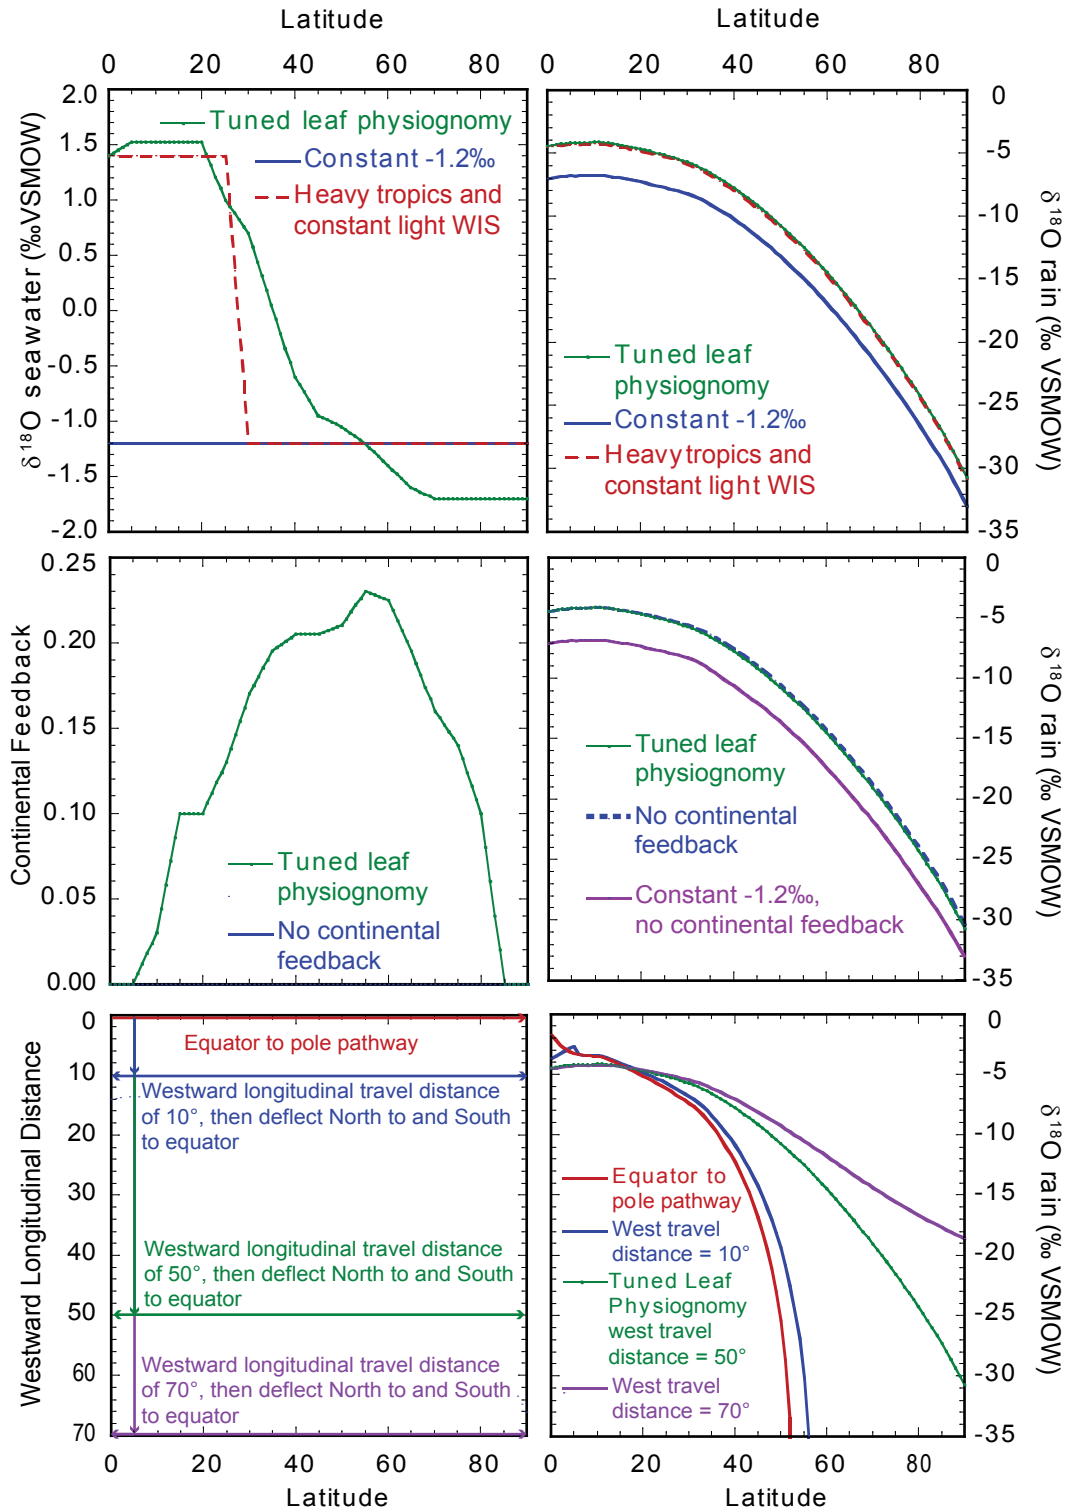 Latitude
Latitude
0 20 40 60 80
0 20 40 60 80
2.0
1.5
1.0
0.5
0.0
-0.5
-1.0
-1.5
-2.0
δ18O seawater (‰VSMOW)
Tuned leaf physiognomy
Constant -1.2‰
Heavy tropics and
constant light WIS
0
-5
-10
-15
-20
-25
-30
-35
δ18O rain (‰ VSMOW)
Tuned leaf
physiognomy
Constant -1.2‰
Heavy tropics and
constant light WIS
0.25
0.20
0.15
0.10
0.05
0.00
Continental Feedback
Tuned leaf
physiognomy
No continental
feedback
0
-5
-10
-15
-20
-25
-30
-35
δ18O rain (‰ VSMOW)
Tuned leaf
physiognomy
No continental
feedback
Constant -1.2‰,
no continental feedback
0
10
20
30
40
50
60
70
Westward Longitudinal Distance
Equator to pole pathway
Westward longitudinal travel distance
of 10°, then deflect North to and South
to equator
Westward longitudinal travel distance
of 50°, then deflect North to and South
to equator
Westward longitudinal travel distance
of 70°, then deflect North to and South
to equator
0 20 40 60 80
Latitude
0
-5
-10
-15
-20
-25
-30
-35
δ18O rain (‰ VSMOW)
Equator to
pole pathway
West travel
distance = 10°
Tuned Leaf
Physiognomy
west travel
distance = 50°
West travel
distance = 70°
0 20 40 60 80
Latitude